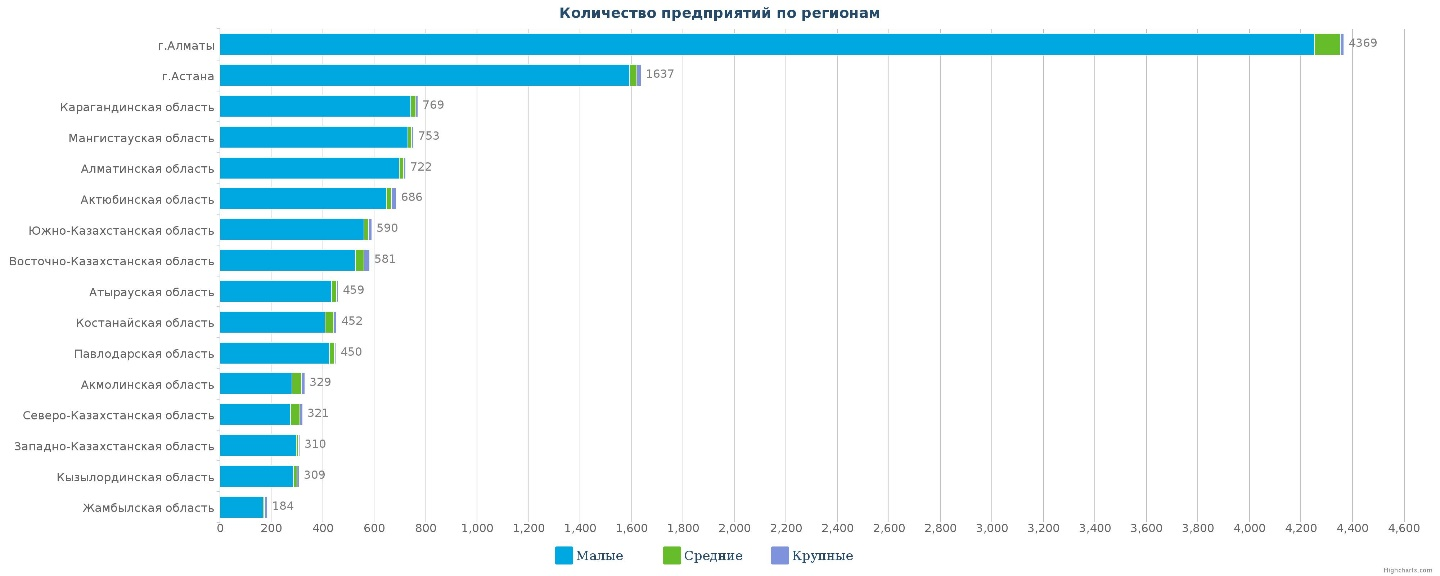 Количество предприятий по регионам
г.Алматы 4369
г.Астана 1637
Карагандинская область 769
Мангистауская область 753
Алматинская область 722
Актюбинская область 686
Южно-Казахстанская область 590
Восточно-Казахстанская область 581
Атырауская область 459
Костанайская область 452
Павлодарская область 450
Акмолинская область 329
Северо-Казахстанская область 321
Западно-Казахстанская область 310
Кызылординская область 309
Жамбылская область 184
0 200 400 600 800 1,000 1,200 1,400 1,600 1,800 2,000 2,200 2,400 2,600 2,800 3,000 3,200 3,400 3,600 3,800 4,000 4,200 4,400 4,600
Малые Средние Крупные
Highcharts.com